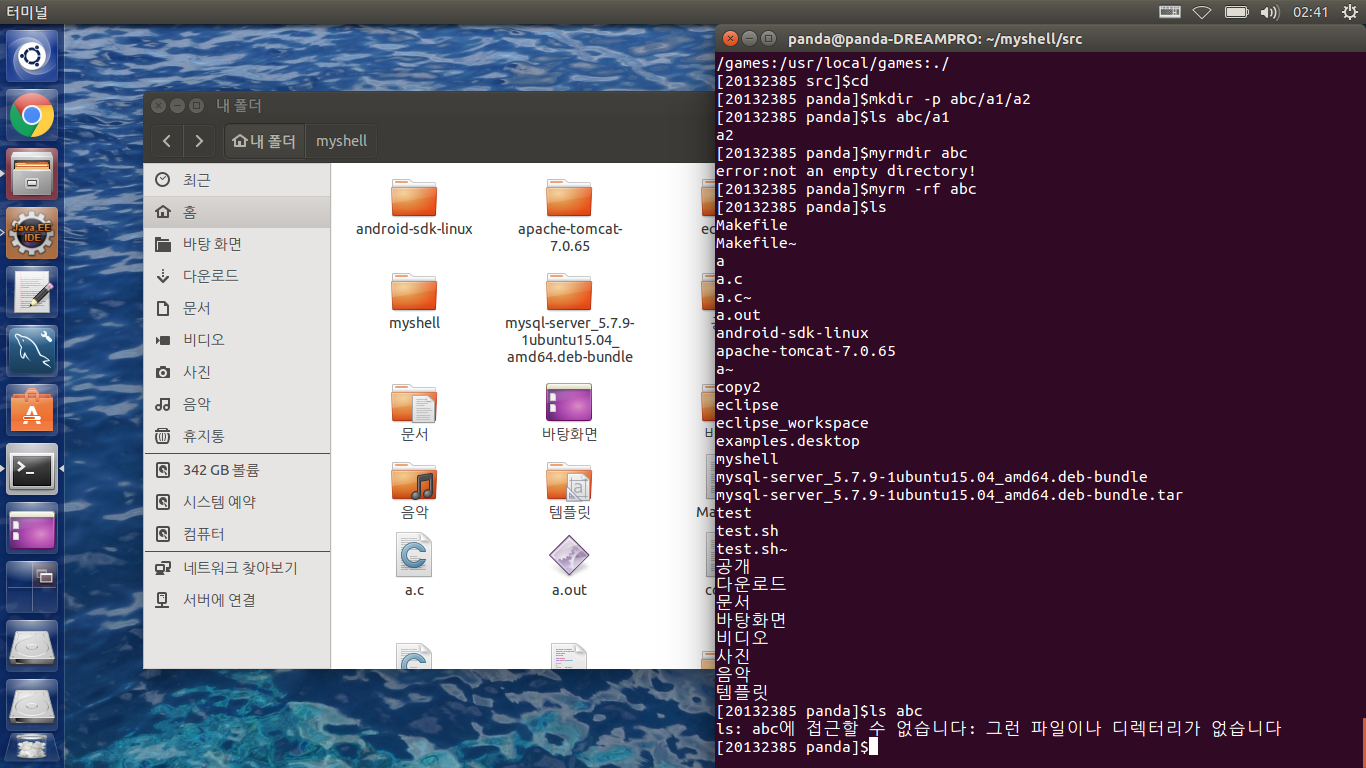 터미널
02:41
Java EE
IDE
내 폴더
내 폴더
myshell
최근
홈
바탕 화면
다운로드
문서
비디오
사진
음악
휴지통
342 GB 볼륨
시스템 예약
컴퓨터
네트워크 찾아보기
서버에 연결
android-sdk-linux
apache-tomcat-
7.0.65
ec
myshell
mysql-server_5.7.9-
1ubuntu15.04_
amd64.deb-bundle
문서
바탕화면
음악
템플릿
Ma
a.c
a.out
co
panda@panda-DREAMPRO: ~/myshell/src
/games:/usr/local/games:./
[20132385 src]$cd
[20132385 panda]$mkdir -p abc/a1/a2
[20132385 panda]$ls abc/a1
a2
[20132385 panda]$myrmdir abc
error:not an empty directory!
[20132385 panda]$myrm -rf abc
[20132385 panda]$ls
Makefile
Makefile~
a
a.c
a.c~
a.out
android-sdk-linux
apache-tomcat-7.0.65
a~
copy2
eclipse
eclipse_workspace
examples.desktop
myshell
mysql-server_5.7.9-1ubuntu15.04_amd64.deb-bundle
mysql-server_5.7.9-1ubuntu15.04_amd64.deb-bundle.tar
test
test.sh
test.sh~
공개
다운로드
문서
바탕화면
비디오
사진
음악
템플릿
[20132385 panda]$ls abc
ls: abc에 접근할 수 없습니다: 그런 파일이나 디렉터리가 없습니다
[20132385 panda]$